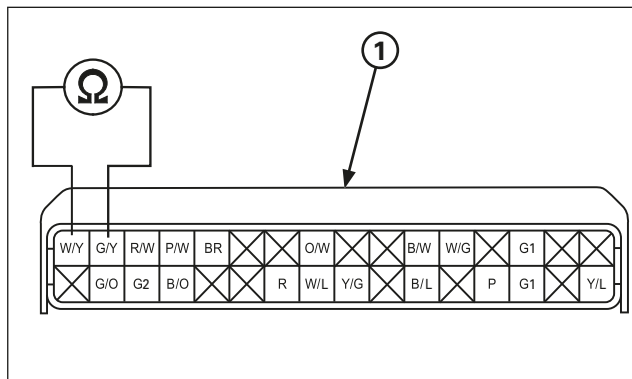 1
Ω
W/Y G/Y R/W P/W BR O/W B/W W/G G1
G/O G2 B/O R W/L Y/G B/L P G1 Y/L